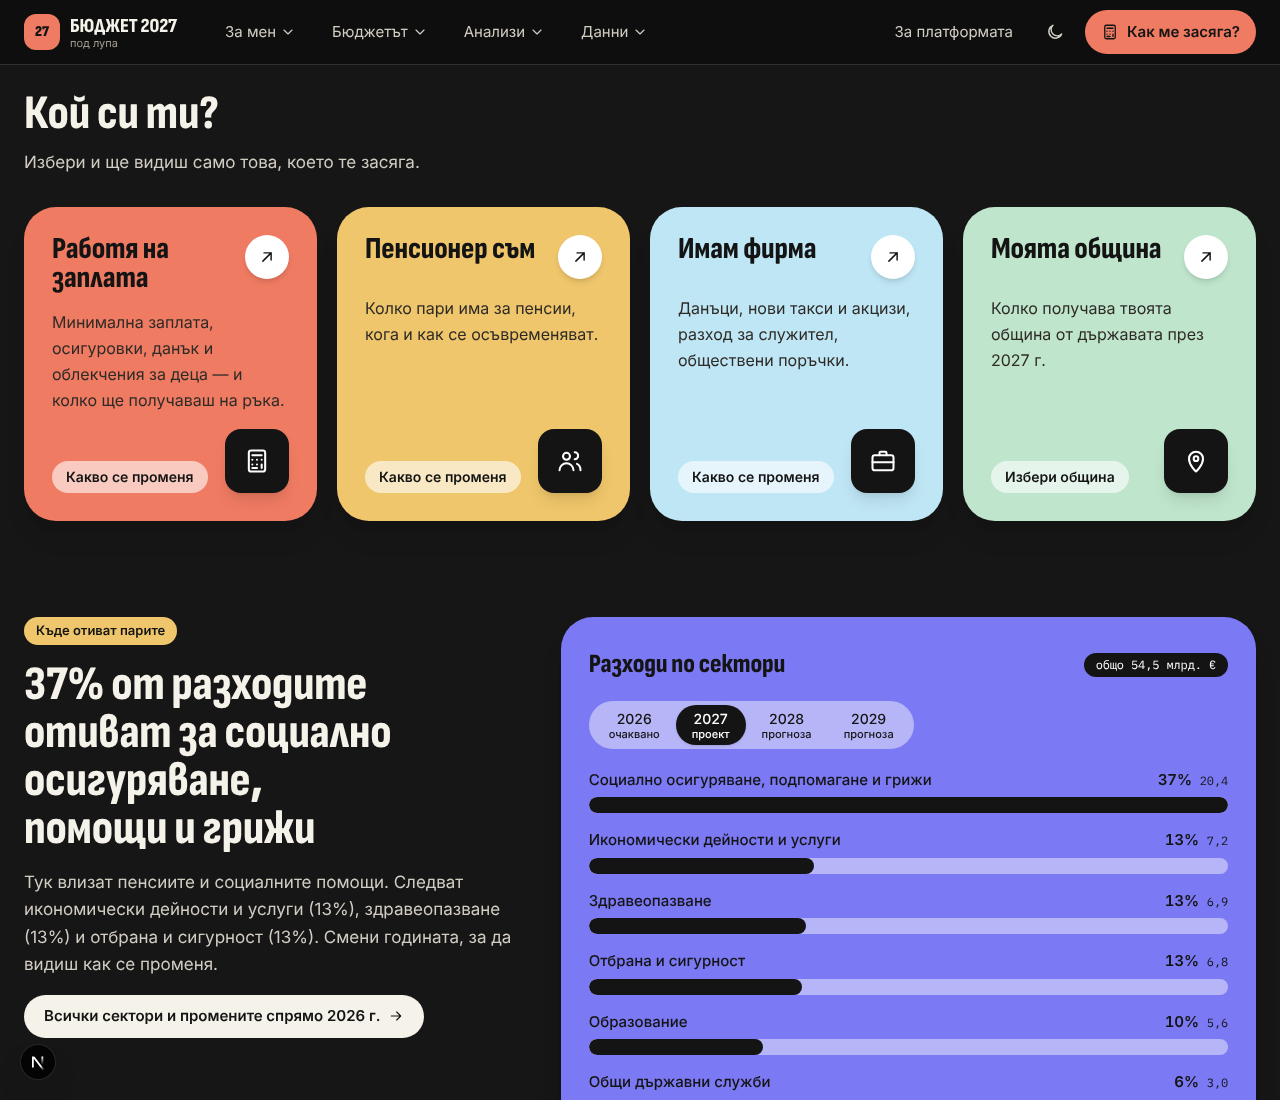 27
БЮДЖЕТ 2027
под лупа
За мен
Бюджетът
Анализи
Данни
За платформата
Как ме засяга?
Кой си ти?
Избери и ще видиш само това, което те засяга.
Работя на
заплата
Минимална заплата,
осигуровки, данък и
облекчения за деца — и
колко ще получаваш на ръка.
Какво се променя
Пенсионер съм
Колко пари има за пенсии,
кога и как се осъвременяват.
Какво се променя
Имам фирма
Данъци, нови такси и акцизи,
разход за служител,
обществени поръчки.
Какво се променя
Моята община
Колко получава твоята
община от държавата през
2027 г.
Избери община
Къде отиват парите
37% от разходите
отиват за социално
осигуряване,
помощи и грижи
Тук влизат пенсиите и социалните помощи. Следват
икономически дейности и услуги (13%), здравеопазване
(13%) и отбрана и сигурност (13%). Смени годината, за да
видиш как се променя.
Всички сектори и промените спрямо 2026 г.
N
Разходи по сектори
общо 54,5 млрд. €
2026
очаквано
2027
проект
2028
прогноза
2029
прогноза
Социално осигуряване, подпомагане и грижи 37% 20,4
Икономически дейности и услуги 13% 7,2
Здравеопазване 13% 6,9
Отбрана и сигурност 13% 6,8
Образование 10% 5,6
Общи държавни служби 6% 3,0